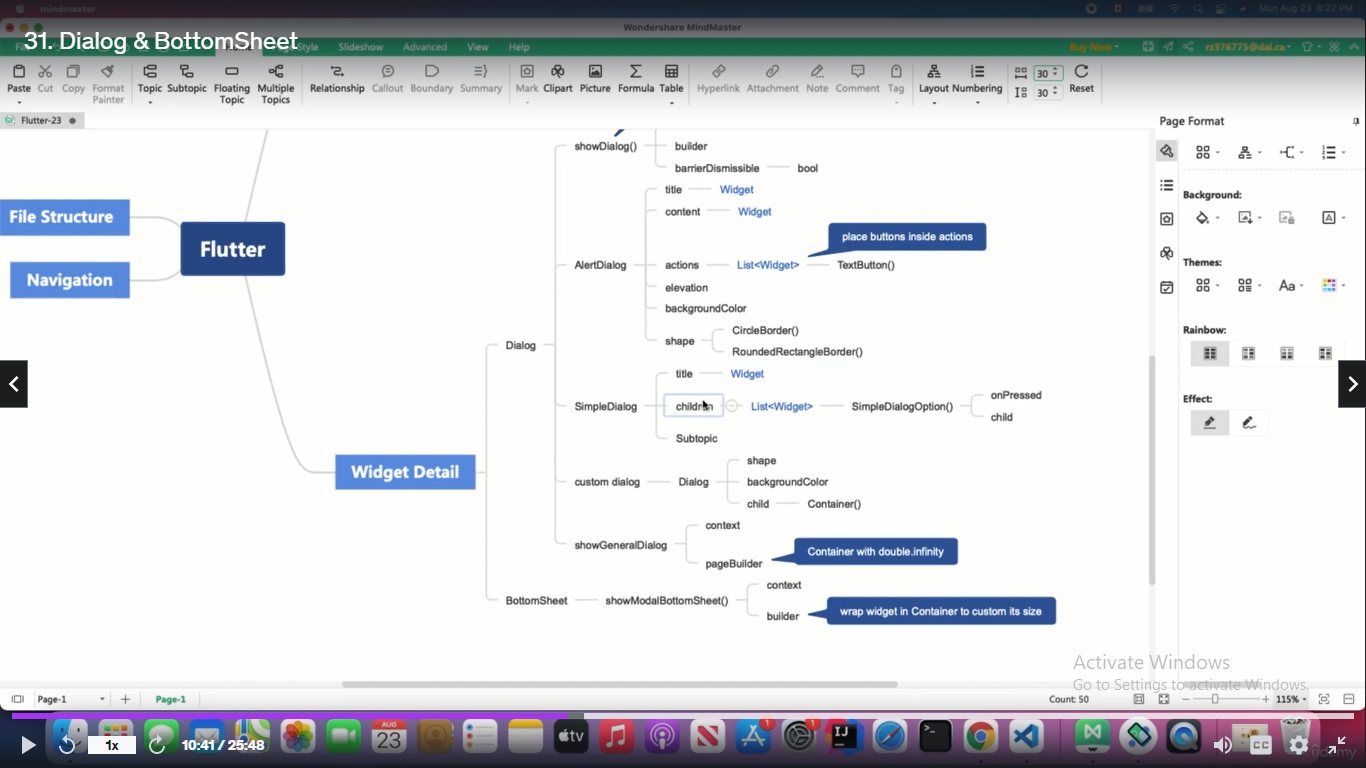 mindmaster
Mon Aug 23 8:22 PM
Wondershare MindMaster
31. Dialog & BottomSheet
Style Slideshow Advanced View Help
Buy Now
rz376775@dal.ca
Paste Cut Copy Format Painter Topic Subtopic Floating Topic Multiple Topics Relationship Callout Boundary Summary Mark Clipart Picture Formula Table Hyperlink Attachment Note Comment Tag Layout Numbering 30 30 Reset
Flutter-23
Page Format
showDialog()
builder
barrierDismissible
bool
title
Widget
content
Widget
place buttons inside actions
AlertDialog
actions
List<Widget>
TextButton()
elevation
backgroundColor
shape
CircleBorder()
RoundedRectangleBorder()
File Structure
Flutter
Navigation
Dialog
title
Widget
SimpleDialog
children
List<Widget>
SimpleDialogOption()
onPressed
child
Subtopic
Widget Detail
custom dialog
Dialog
shape
backgroundColor
child
Container()
showGeneralDialog
context
pageBuilder
Container with double.infinity
BottomSheet
showModalBottomSheet()
context
builder
wrap widget in Container to custom its size
Background:
Themes:
Aa
Rainbow:
Effect:
Activate Windows
Go to Settings to activate Windows.
Page-1
Page-1
Count: 50
115%
AUG
23
tv
1
1
IJ
1x
10:41 / 25:48
CC
udemy